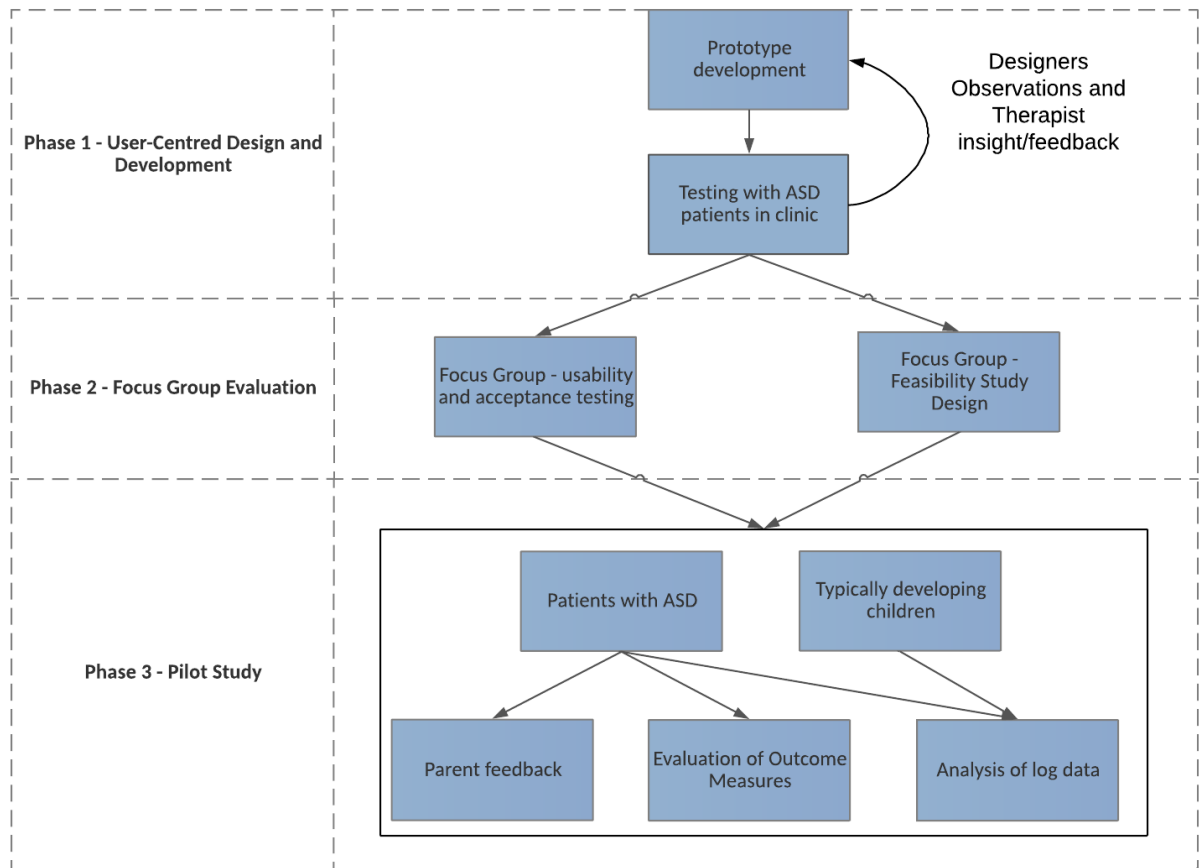 Prototype
development
Designers
Observations and
Therapist
insight/feedback
Phase 1 - User-Centred Design and
Development
Testing with ASD
patients in clinic
Phase 2 - Focus Group Evaluation
Focus Group - usability
and acceptance testing
Focus Group -
Feasibility Study
Design
Phase 3 - Pilot Study
Patients with ASD
Typically developing
children
Parent feedback
Evaluation of Outcome
Measures
Analysis of log data